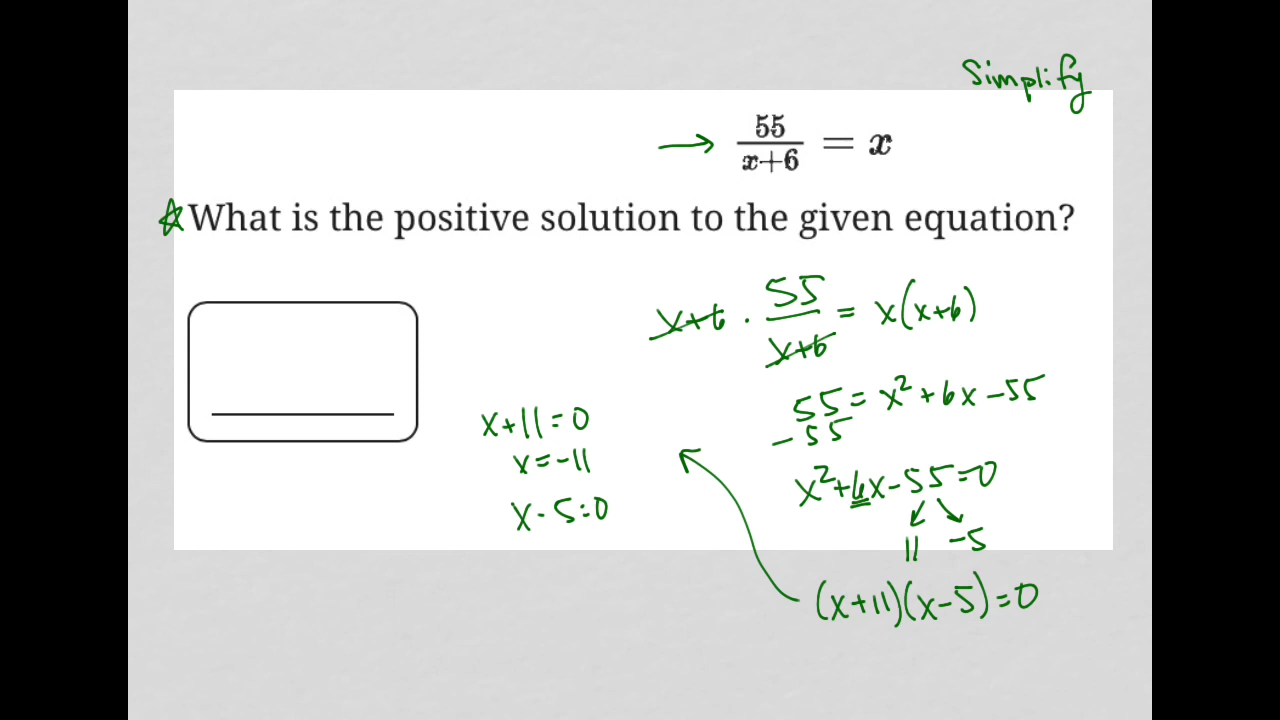 Simplify
→ 55/(x+6) = x
☆ What is the positive solution to the given equation?
x+6 · 55/(x+6) = x(x+6)
55 = x² + 6x - 55
- 55
x² + 6x - 55 = 0
11 -5
(x+11)(x-5) = 0
x+11 = 0
x = -11
x - 5 = 0